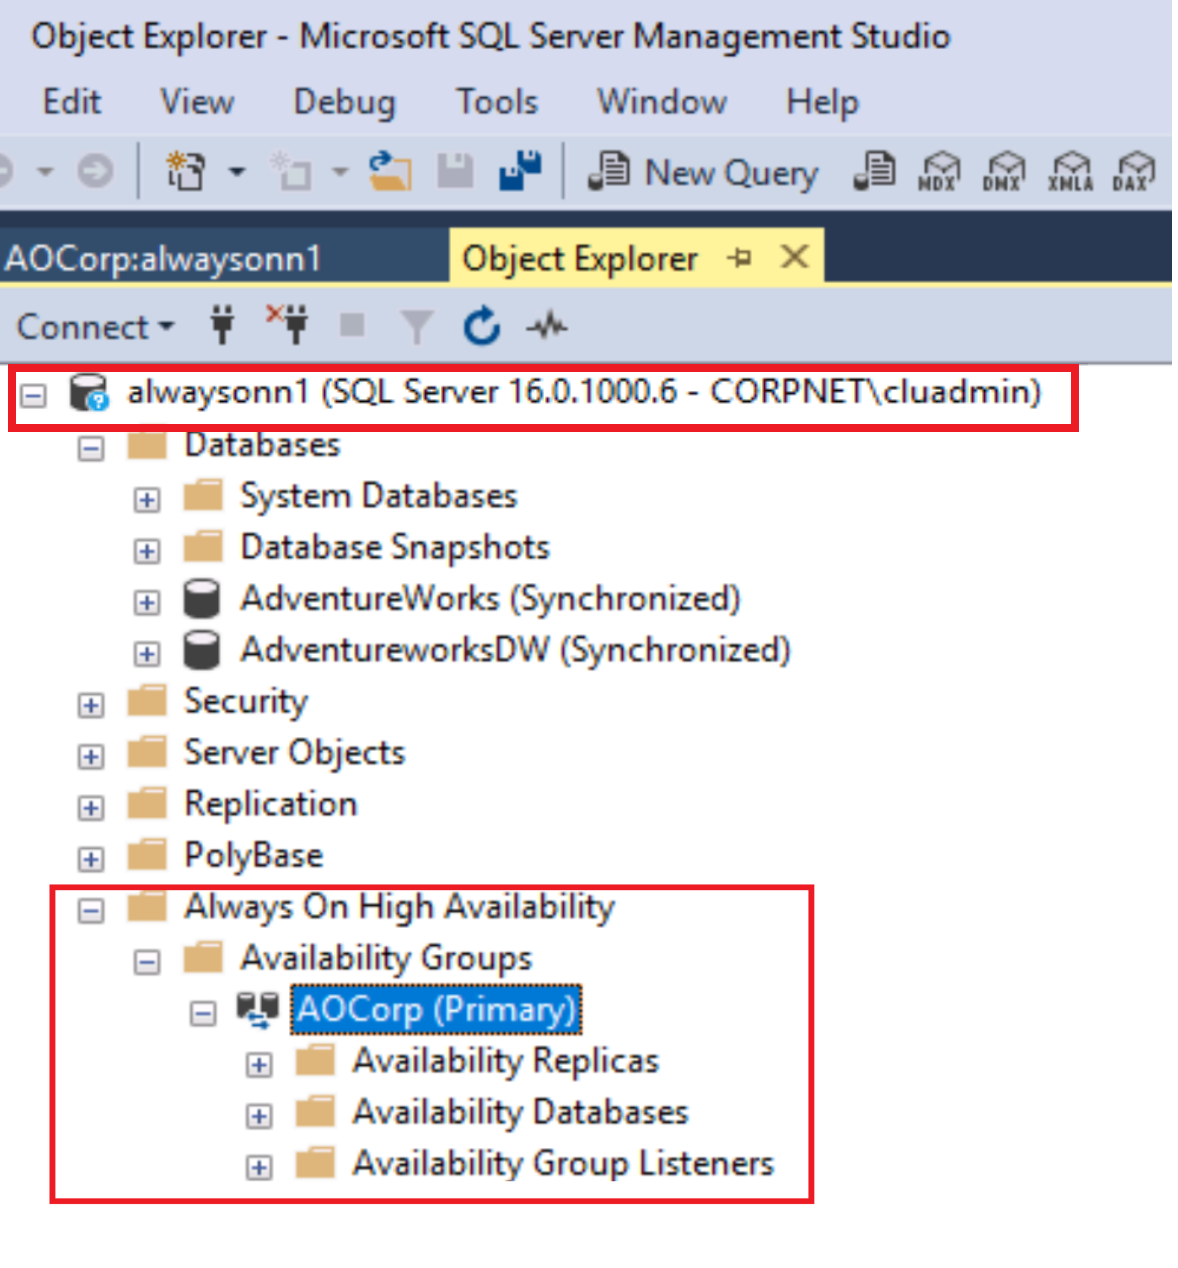 Object Explorer - Microsoft SQL Server Management Studio
Edit View Debug Tools Window Help
New Query MDX DMX XMLA DAX
AOCorp:alwaysonn1 Object Explorer
Connect
alwaysonn1 (SQL Server 16.0.1000.6 - CORPNET\cluadmin)
Databases
System Databases
Database Snapshots
AdventureWorks (Synchronized)
AdventureworksDW (Synchronized)
Security
Server Objects
Replication
PolyBase
Always On High Availability
Availability Groups
AOCorp (Primary)
Availability Replicas
Availability Databases
Availability Group Listeners